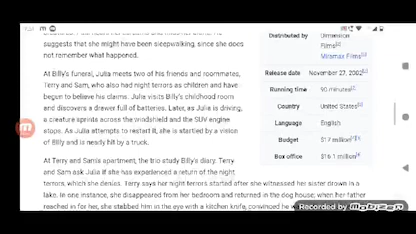 suggests that she might have been sleepwalking, since she does
not remember what happened.
At Billy's funeral, Julia meets two of his friends and roommates,
Terry and Sam, who also had night terrors as children and have
begun to believe his claims. Julia visits Billy's childhood room
and discovers a drawer full of batteries. Later, as Julia is driving,
a creature sprints across the windshield and the SUV engine
stops. As Julia attempts to restart it, she is startled by a vision
of Billy and is nearly hit by a truck.
At Terry and Sam's apartment, the trio study Billy's diary. Terry
and Sam ask Julia if she has experienced a return of the night
terrors, which she denies. Terry says her night terrors started after she witnessed her sister drown in a
lake. In one instance, she disappeared from her bedroom and returned in the dog house; when her father
reached in for her, she stabbed him in the eye with a kitchen knife, convinced he w
Distributed by Dimension
Films
Miramax Films
Release date November 27, 2002
Running time 90 minutes
Country United States
Language English
Budget $17 million
Box office $16.1 million
Recorded by
MOBIZEN